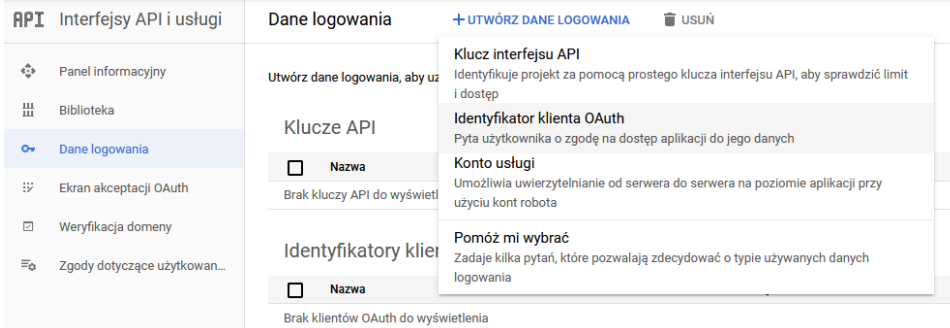 API Interfejsy API i usługi
Panel informacyjny
Biblioteka
Dane logowania
Ekran akceptacji OAuth
Weryfikacja domeny
Zgody dotyczące użytkowan...
Dane logowania
+ UTWÓRZ DANE LOGOWANIA
USUŃ
Utwórz dane logowania, aby
Klucze API
Nazwa
Brak kluczy API do
Identyfikatory
Nazwa
Brak klientów OAuth do wyświetlenia
Klucz interfejsu API
Identyfikuje projekt za pomocą prostego klucza interfejsu API, aby sprawdzić limit
i dostęp
Identyfikator klienta OAuth
Pyta użytkownika o zgodę na dostęp aplikacji do jego danych
Konto usługi
Umożliwia uwierzytelnianie od serwera do serwera na poziomie aplikacji przy
użyciu kont robota
Pomóż mi wybrać
Zadaje kilka pytań, które pozwalają zdecydować o typie używanych danych
logowania